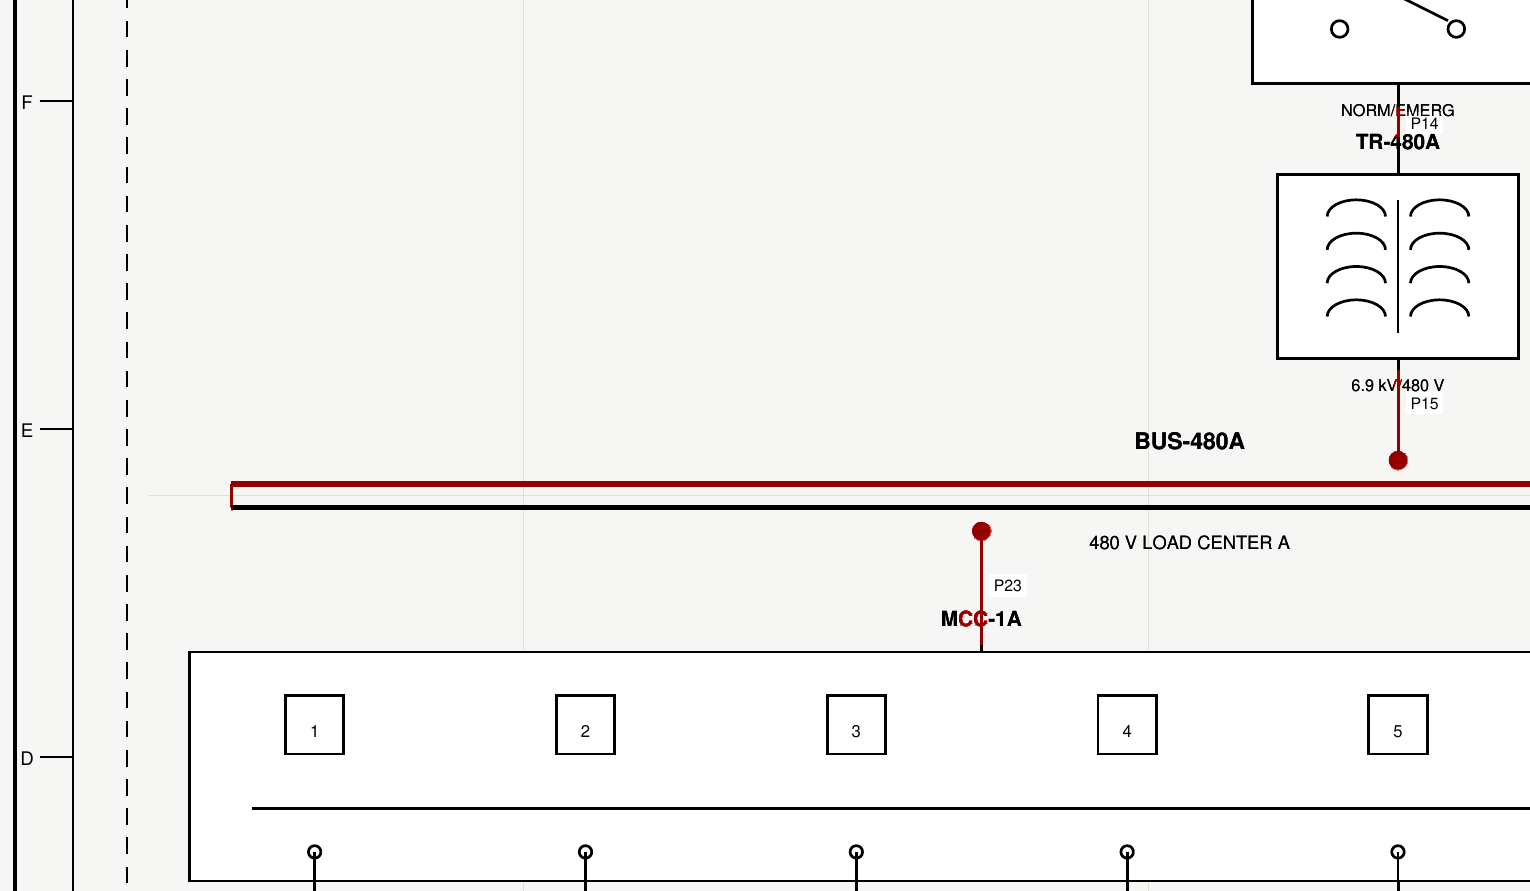 F
NORM/EMERG
P14
TR-480A
6.9 kV/480 V
P15
E
BUS-480A
480 V LOAD CENTER A
P23
MCC-1A
1
2
3
4
5
D